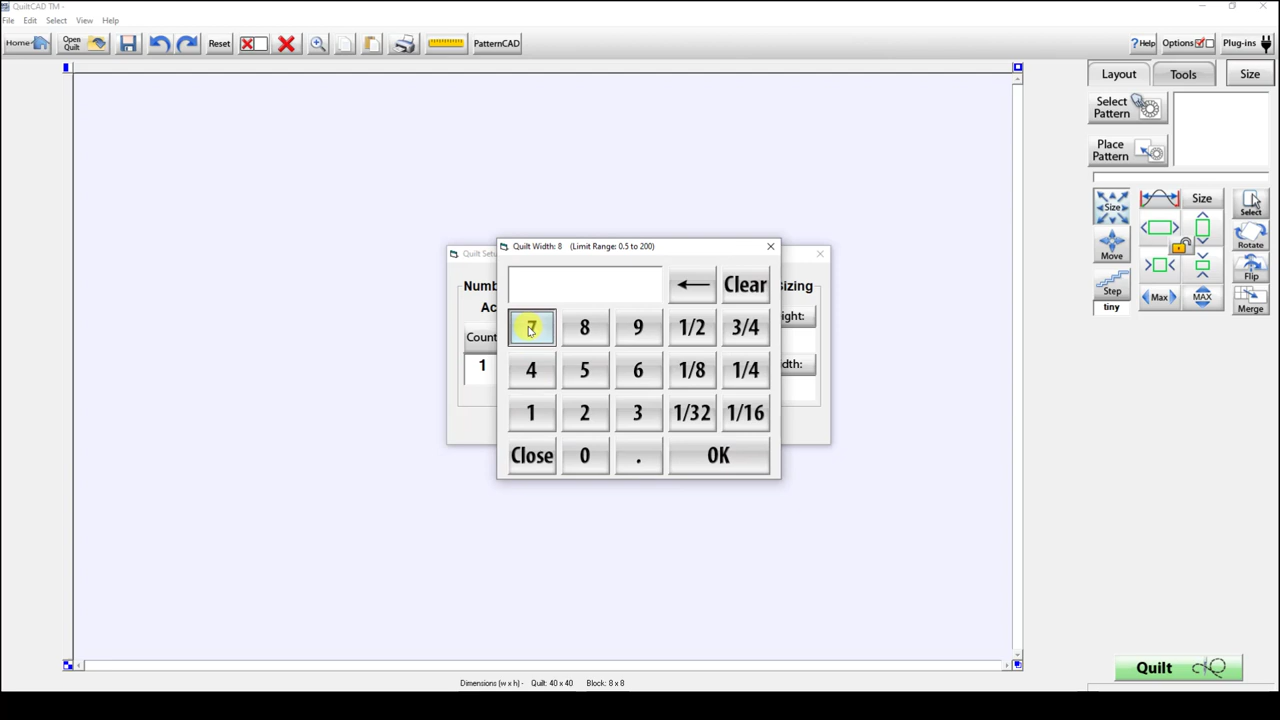 QuiltCAD TM -
File Edit Select View Help
Home Open Quilt Reset PatternCAD ?Help Options Plug-ins
Layout Tools Size
Select Pattern
Place Pattern
Size Size Select
Move Rotate
Step Max MAX Flip
tiny Merge
Quilt Setu
Numb
Ac
Count
1
sizing
ght:
dth:
Quilt Width: 8 (Limit Range: 0.5 to 200)
← Clear
7 8 9 1/2 3/4
4 5 6 1/8 1/4
1 2 3 1/32 1/16
Close 0 . OK
Quilt
Dimensions (w x h) - Quilt: 40 x 40 Block: 8 x 8